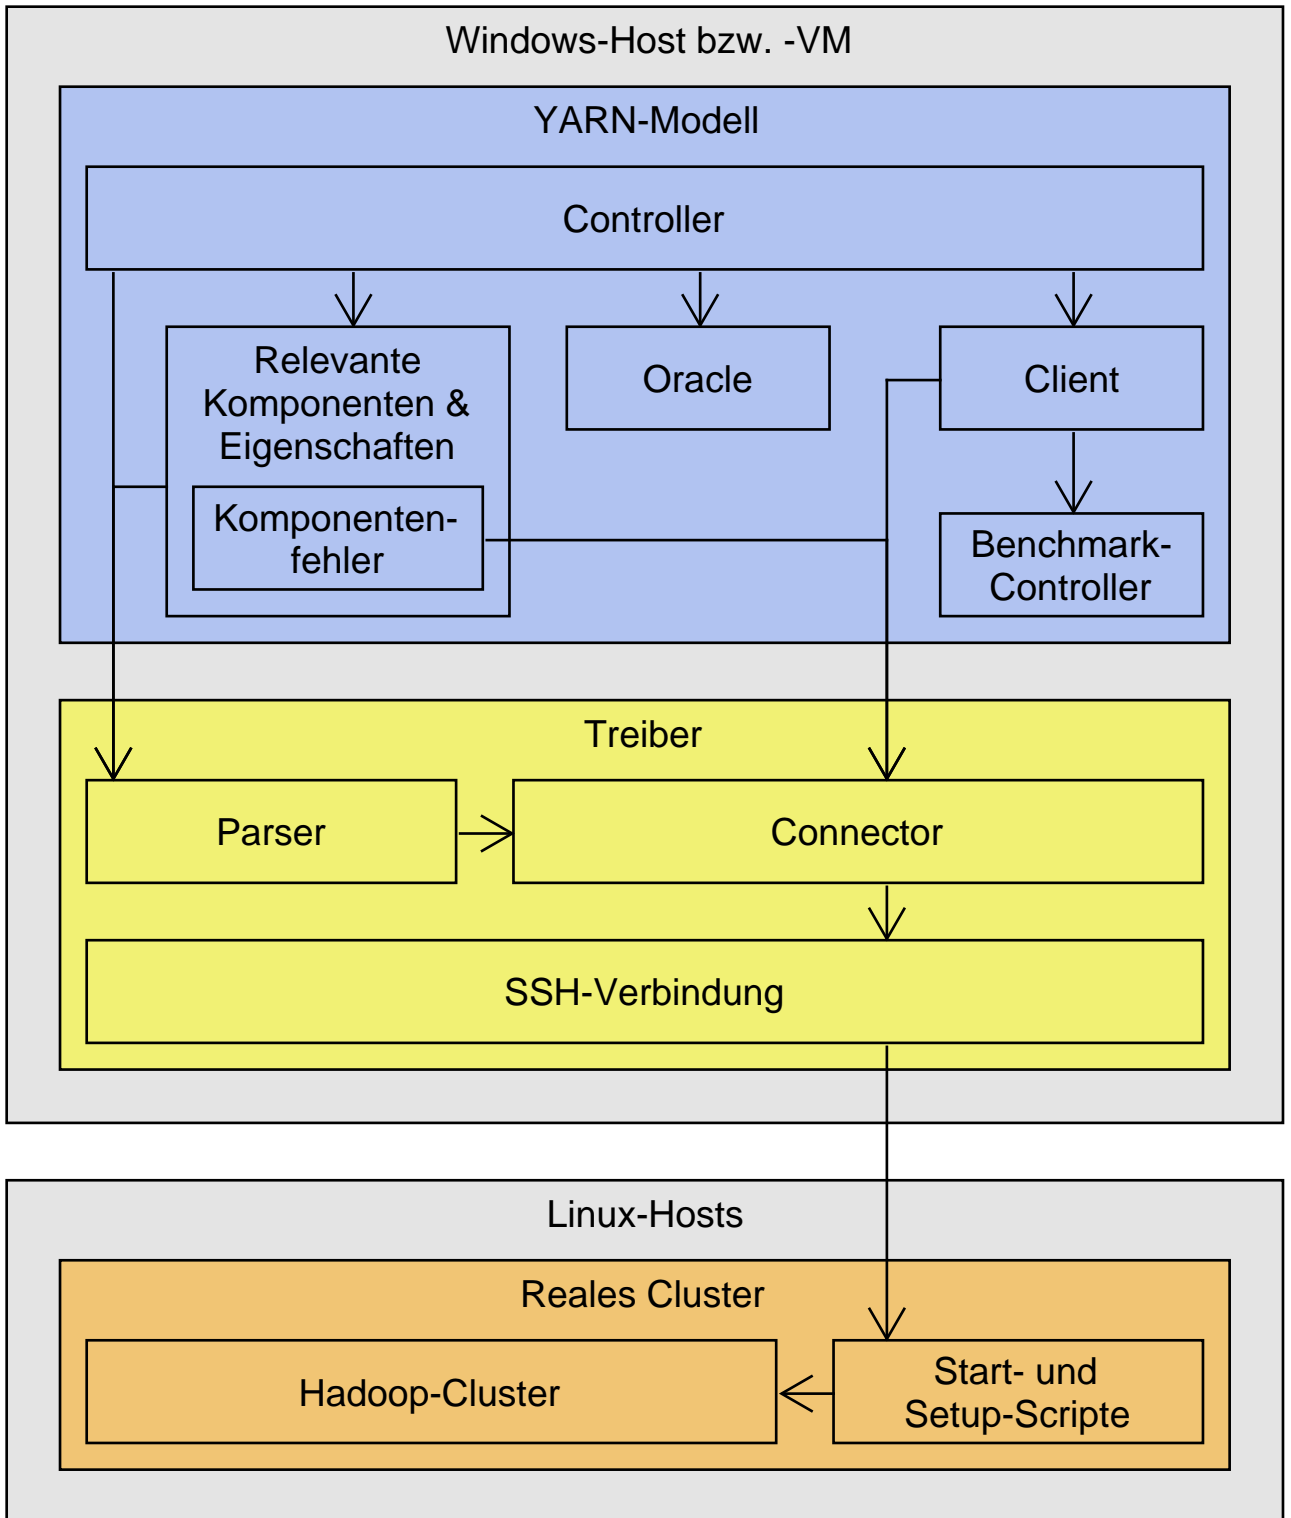 Windows-Host bzw. -VM
YARN-Modell
Controller
Relevante
Komponenten &
Eigenschaften
Oracle
Client
Komponenten-
fehler
Benchmark-
Controller
Treiber
Parser
Connector
SSH-Verbindung
Linux-Hosts
Reales Cluster
Hadoop-Cluster
Start- und
Setup-Scripte